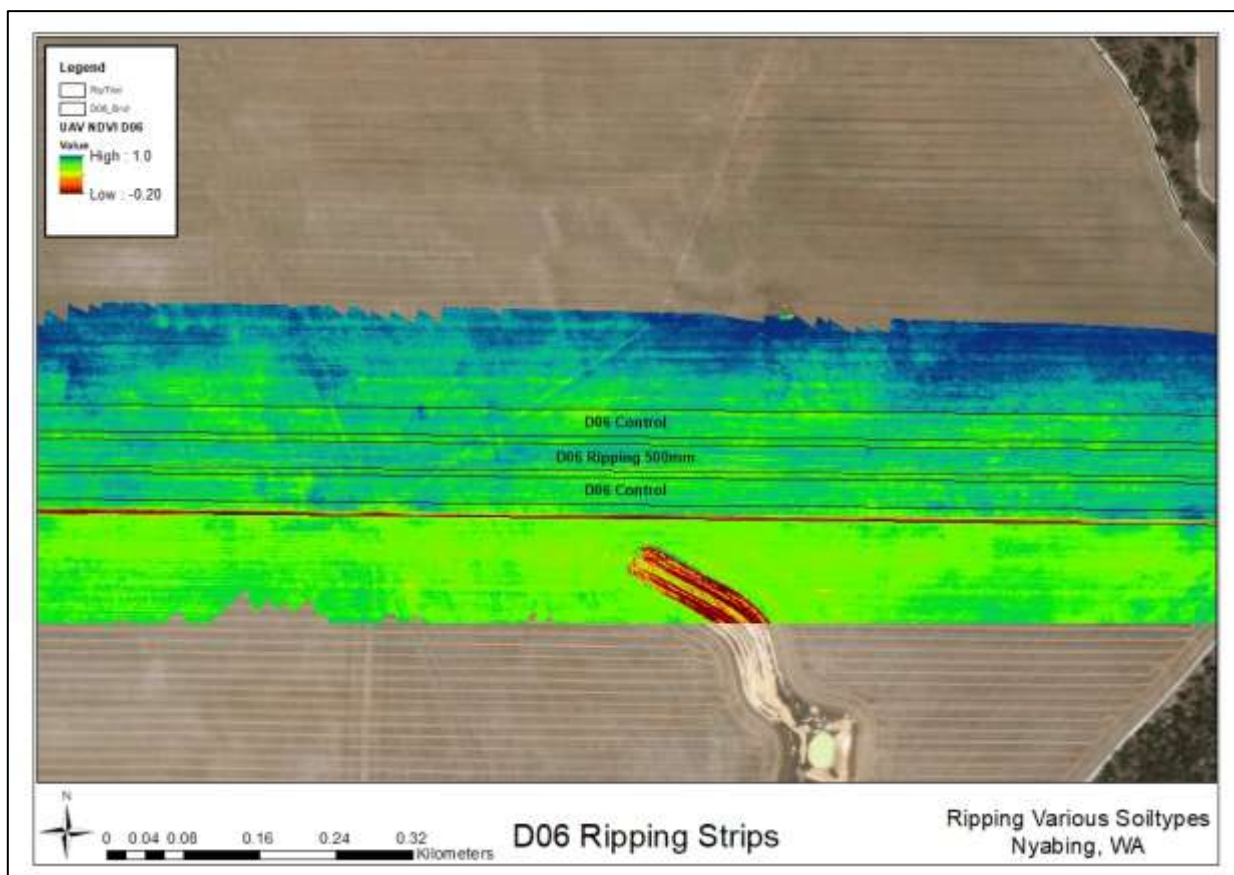 Legend
UAV NDVI D06
Value
High : 1.0
Low : -0.20
D06 Control
D06 Ripping 500mm
D06 Control
N
0 0.04 0.08 0.16 0.24 0.32
Kilometers
D06 Ripping Strips
Ripping Various Soiltypes
Nyabing, WA